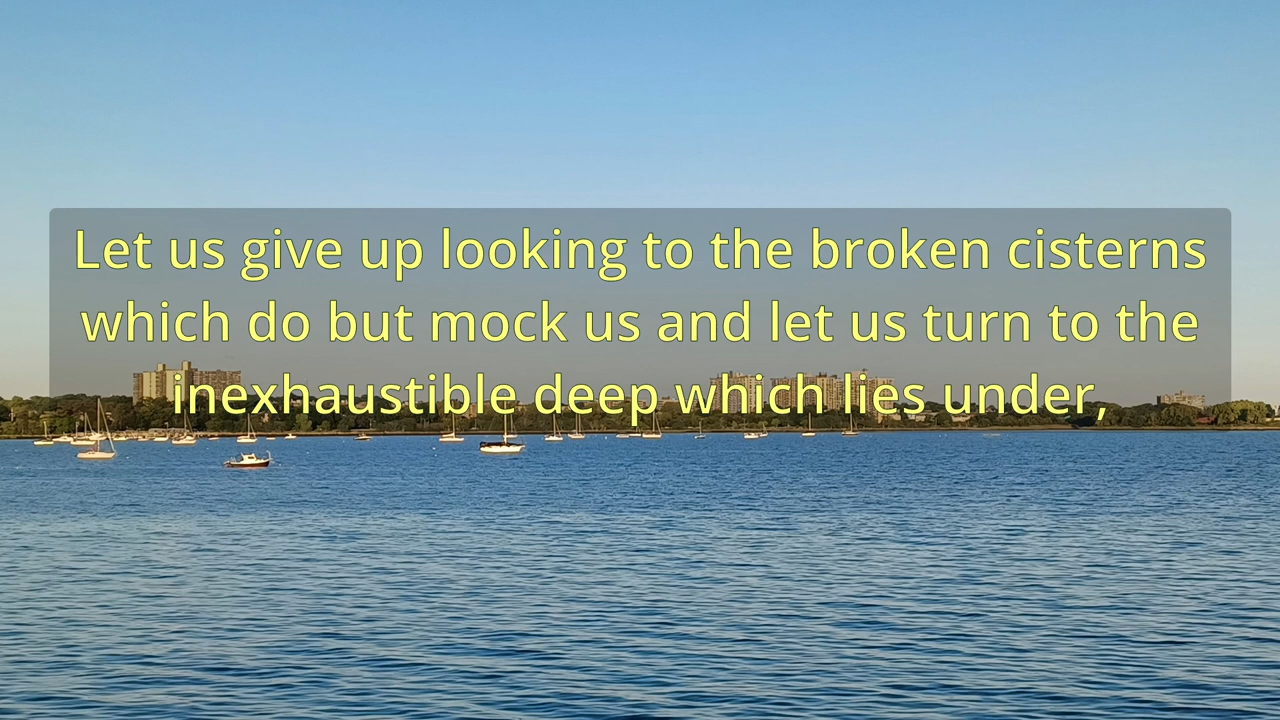 Let us give up looking to the broken cisterns
which do but mock us and let us turn to the
inexhaustible deep which lies under,